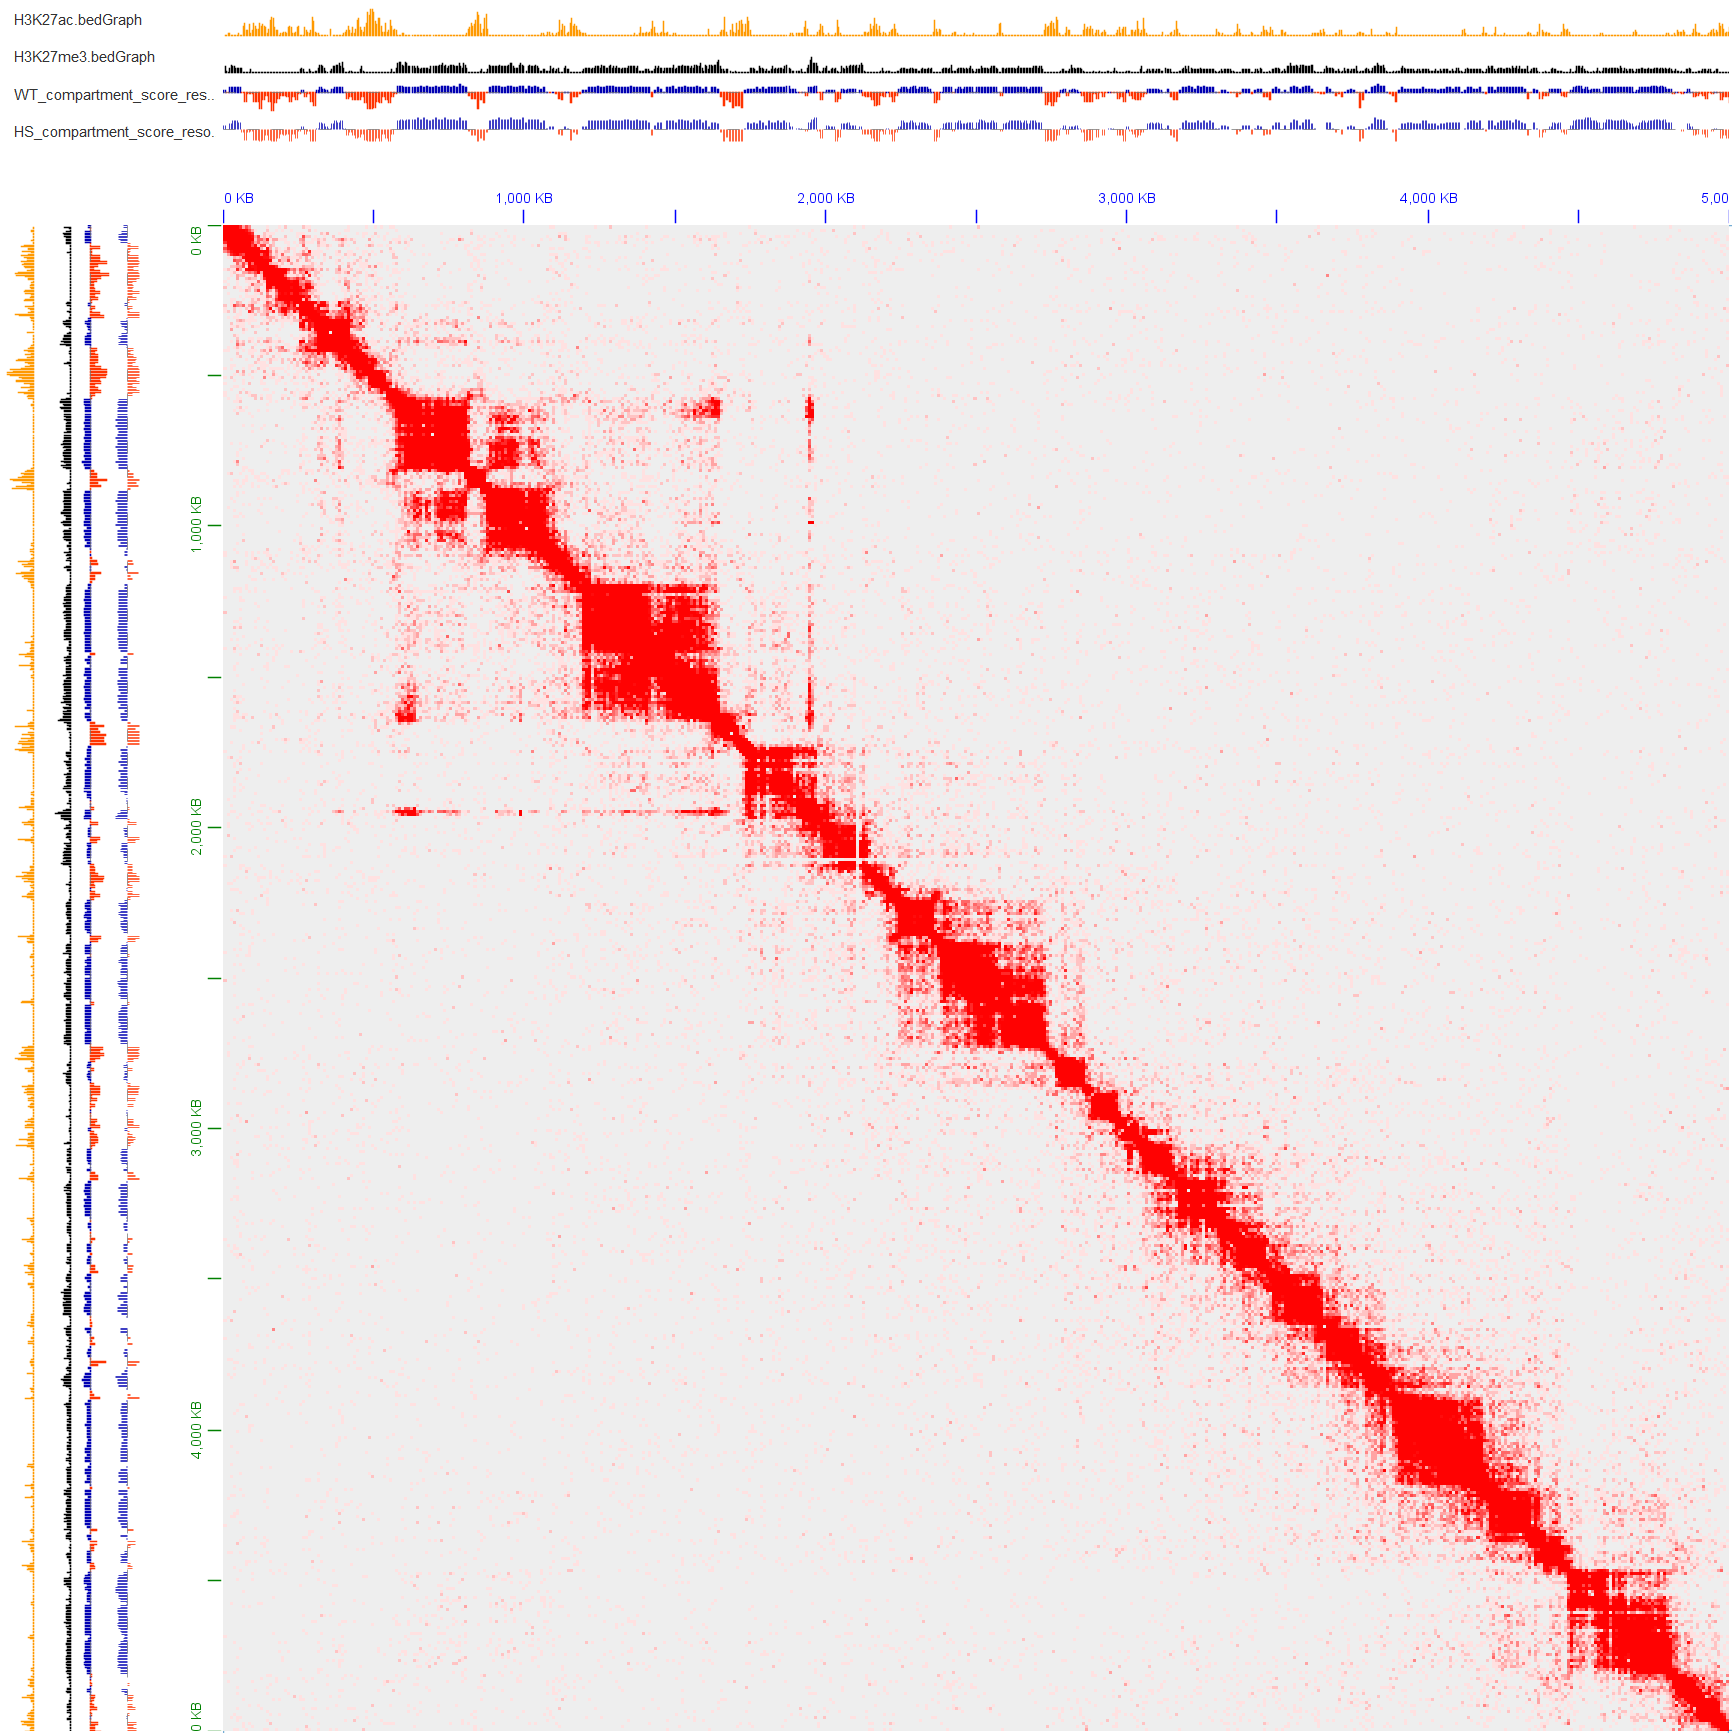 H3K27ac.bedGraph
H3K27me3.bedGraph
WT_compartment_score_res..
HS_compartment_score_reso.
0 KB 1,000 KB 2,000 KB 3,000 KB 4,000 KB 5,00
0 KB
1,000 KB
2,000 KB
3,000 KB
4,000 KB
0 KB